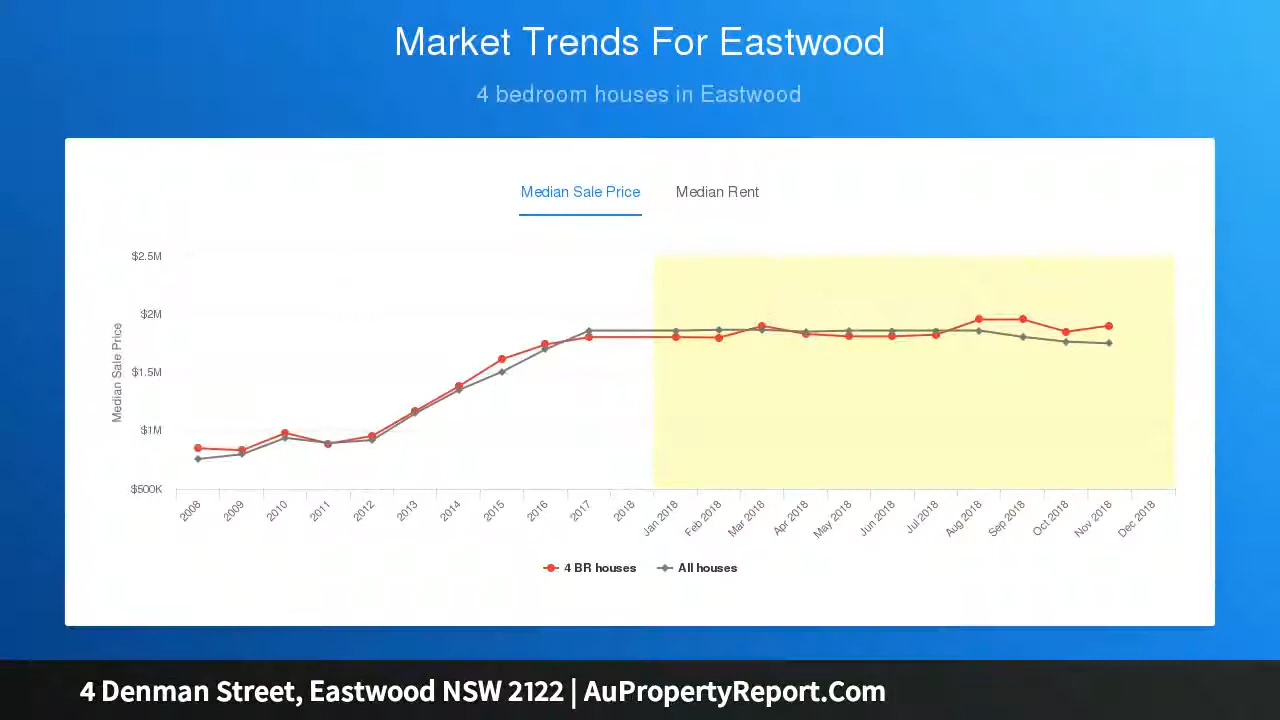 Market Trends For Eastwood
4 bedroom houses in Eastwood
Median Sale Price Median Rent
Median Sale Price
$2.5M
$2M
$1.5M
$1M
$500K
2008 2009 2010 2011 2012 2013 2014 2015 2016 2017 2018 Jan 2018 Feb 2018 Mar 2018 Apr 2018 May 2018 Jun 2018 Jul 2018 Aug 2018 Sep 2018 Oct 2018 Nov 2018 Dec 2018
4 BR houses All houses
4 Denman Street, Eastwood NSW 2122 | AuPropertyReport.Com